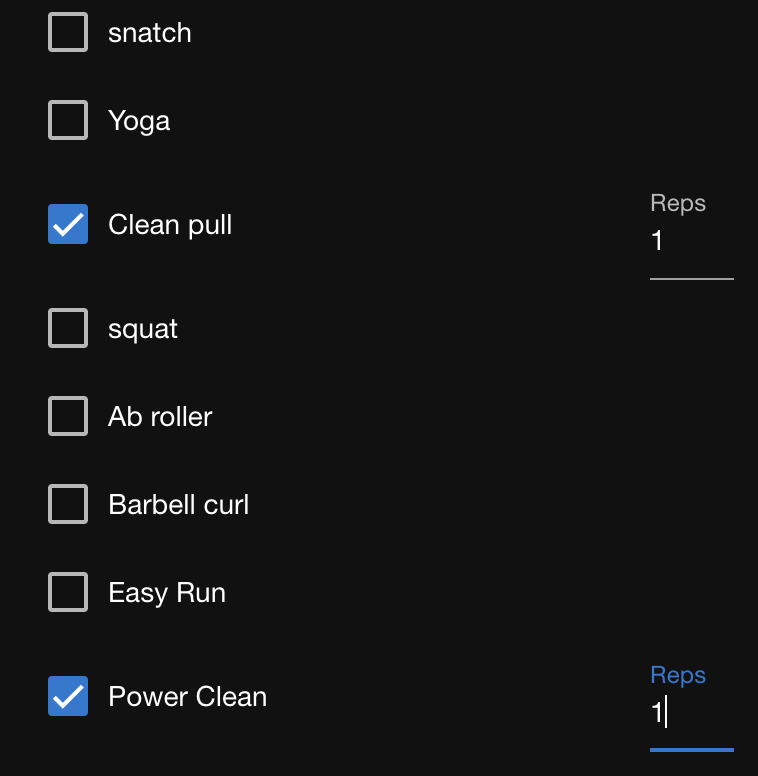 snatch
Yoga
Clean pull
Reps
1
squat
Ab roller
Barbell curl
Easy Run
Power Clean
Reps
1